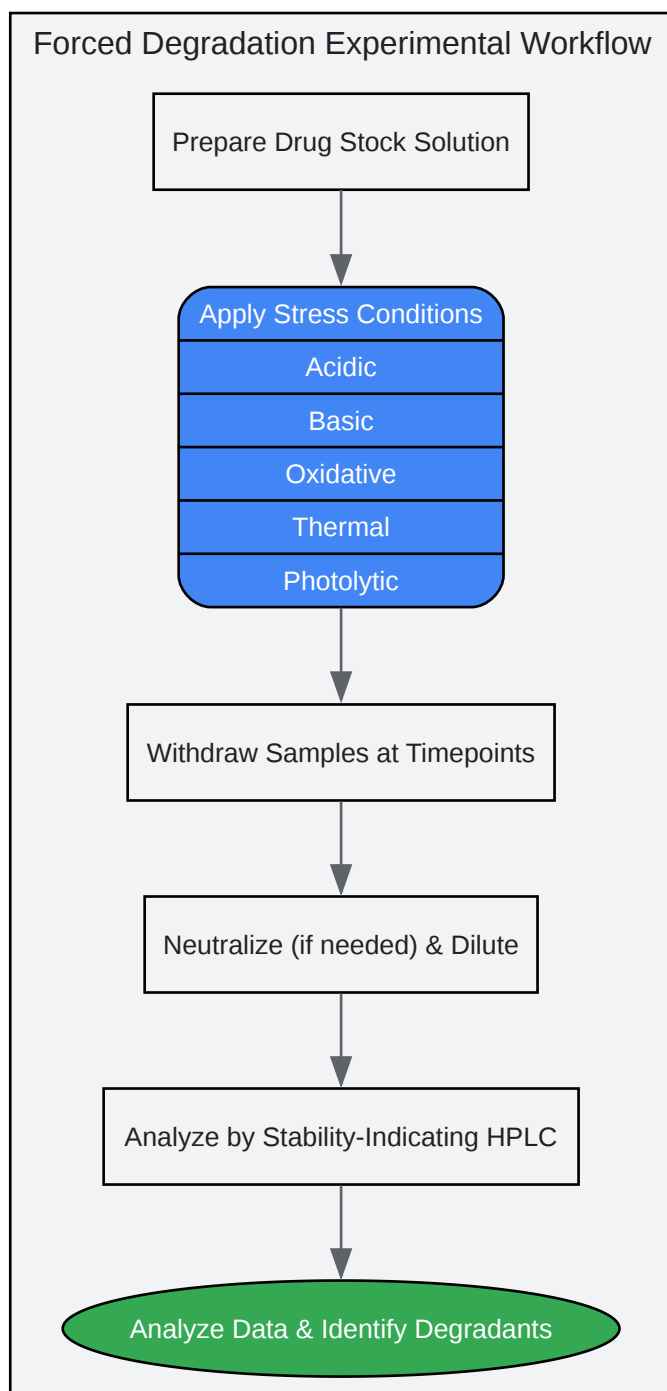 Forced Degradation Experimental Workflow
Prepare Drug Stock Solution
Apply Stress Conditions
Acidic
Basic
Oxidative
Thermal
Photolytic
Withdraw Samples at Timepoints
Neutralize (if needed) & Dilute
Analyze by Stability-Indicating HPLC
Analyze Data & Identify Degradants